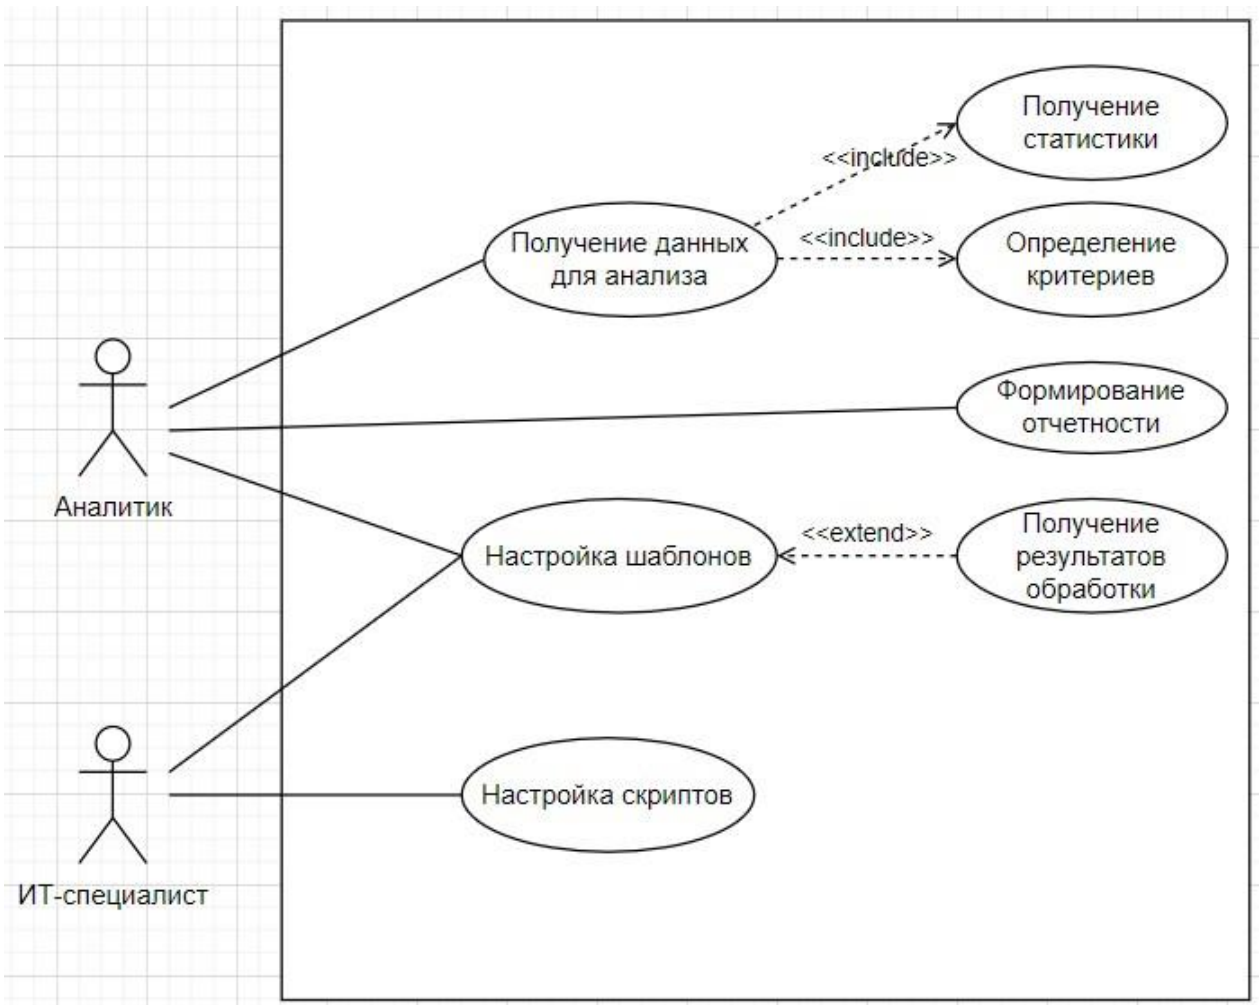 Получение
статистики
<<include>>
Получение данных
для анализа
<<include>>
Определение
критериев
Формирование
отчетности
Аналитик
Настройка шаблонов
<<extend>>
Получение
результатов
обработки
Настройка скриптов
ИТ-специалист